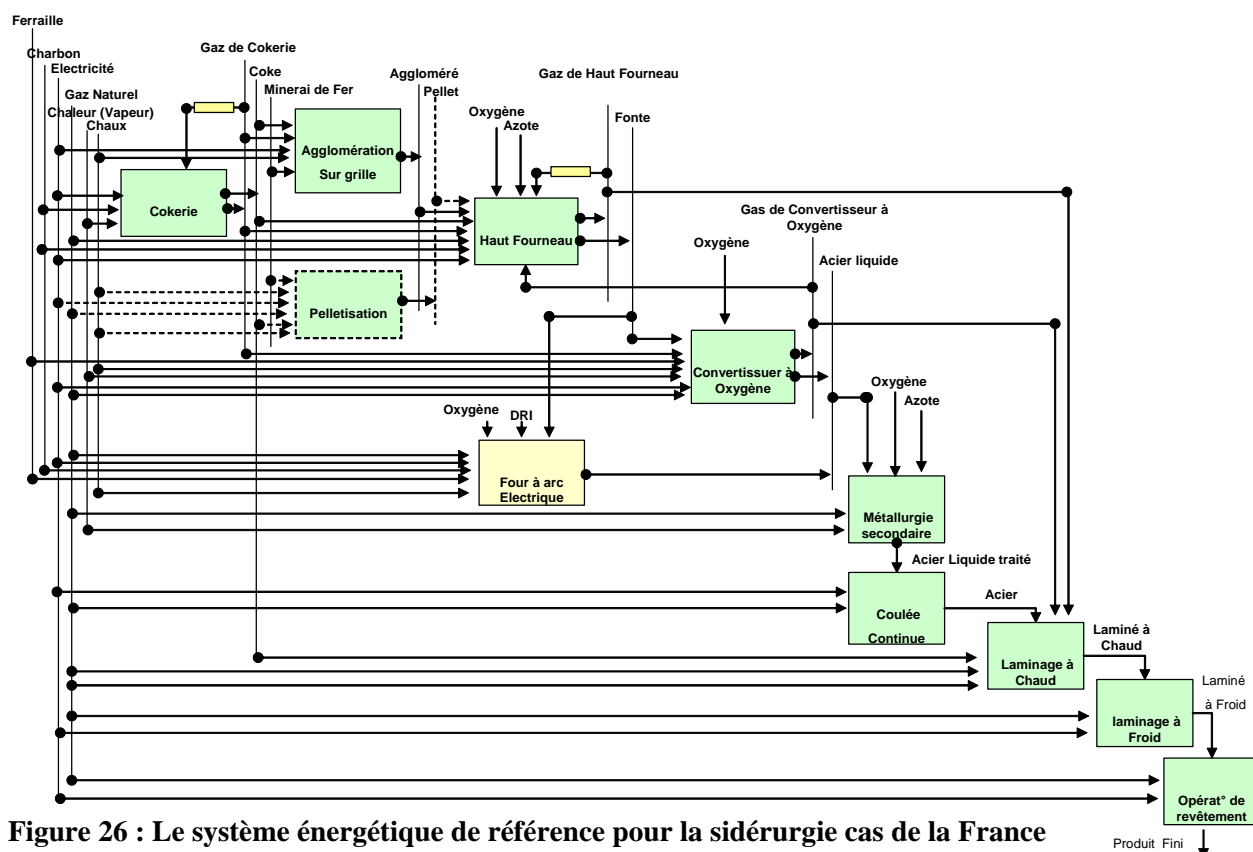 Ferraille
Charbon
Electricité
Gaz Naturel
Chaleur (Vapeur)
Chaux
Gaz de Cokerie
Coke
Minerai de Fer
Aggloméré
Pellet
Gaz de Haut Fourneau
Oxygène
Azote
Fonte
Agglomération
Sur grille
Cokerie
Haut Fourneau
Gas de Convertisseur à
Oxygène
Oxygène
Acier liquide
Pelletisation
Convertissuer à
Oxygène
Oxygène
Azote
Oxygène
DRI
Four à arc
Electrique
Métallurgie
secondaire
Acier Liquide traité
Coulée
Continue
Acier
Laminage à
Chaud
Laminé à
Chaud
laminage à
Froid
Laminé
à Froid
Opérat° de
revêtement
Produit Fini
Figure 26 : Le système énergétique de référence pour la sidérurgie cas de la France